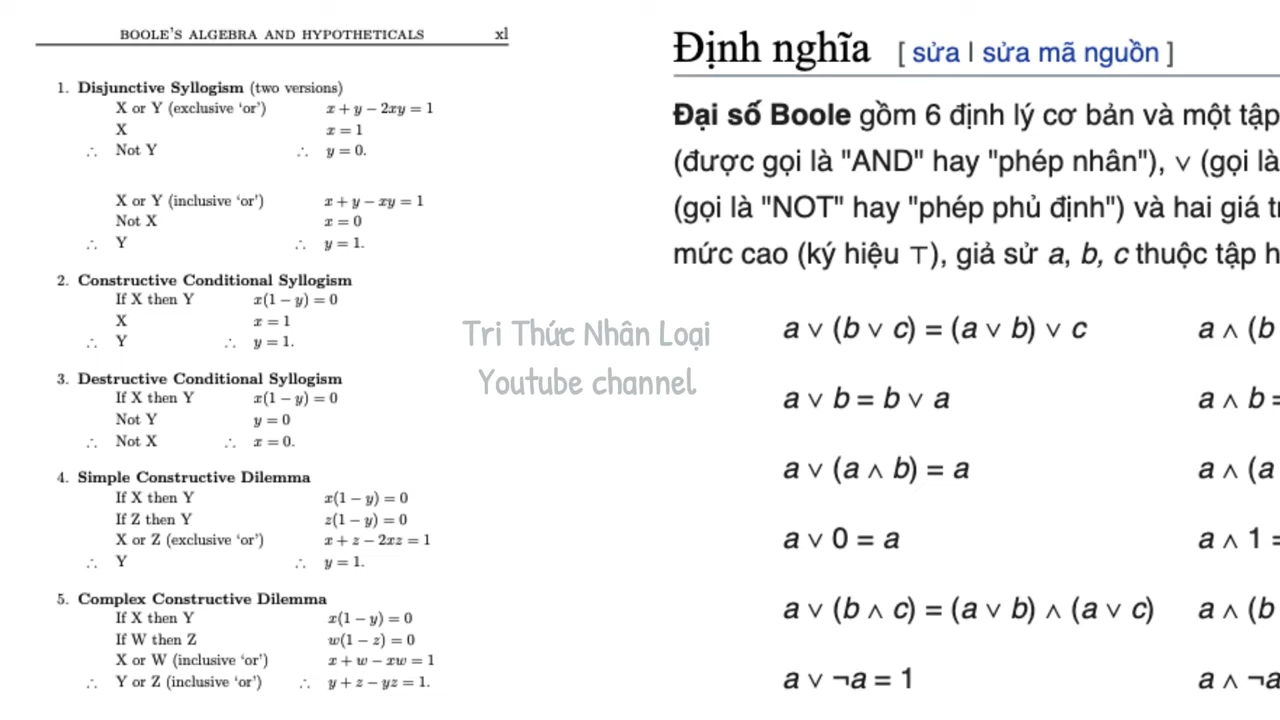 BOOLE'S ALGEBRA AND HYPOTHETICALS xl
1. Disjunctive Syllogism (two versions)
X or Y (exclusive 'or') x + y − 2xy = 1
X x = 1
∴ Not Y ∴ y = 0.
X or Y (inclusive 'or') x + y − xy = 1
Not X x = 0
∴ Y ∴ y = 1.
2. Constructive Conditional Syllogism
If X then Y x(1 − y) = 0
X x = 1
∴ Y ∴ y = 1.
3. Destructive Conditional Syllogism
If X then Y x(1 − y) = 0
Not Y y = 0
∴ Not X ∴ x = 0.
4. Simple Constructive Dilemma
If X then Y x(1 − y) = 0
If Z then Y z(1 − y) = 0
X or Z (exclusive 'or') x + z − 2xz = 1
∴ Y ∴ y = 1.
5. Complex Constructive Dilemma
If X then Y x(1 − y) = 0
If W then Z w(1 − z) = 0
X or W (inclusive 'or') x + w − xw = 1
∴ Y or Z (inclusive 'or') ∴ y + z − yz = 1.
Tri Thức Nhân Loại
Youtube channel
Định nghĩa [ sửa | sửa mã nguồn ]
Đại số Boole gồm 6 định lý cơ bản và một tập
(được gọi là "AND" hay "phép nhân"), ∨ (gọi là
(gọi là "NOT" hay "phép phủ định") và hai giá tr
mức cao (ký hiệu ⊤), giả sử a, b, c thuộc tập h
a ∨ (b ∨ c) = (a ∨ b) ∨ c a ∧ (b
a ∨ b = b ∨ a a ∧ b =
a ∨ (a ∧ b) = a a ∧ (a
a ∨ 0 = a a ∧ 1 =
a ∨ (b ∧ c) = (a ∨ b) ∧ (a ∨ c) a ∧ (b
a ∨ ¬a = 1 a ∧ ¬a